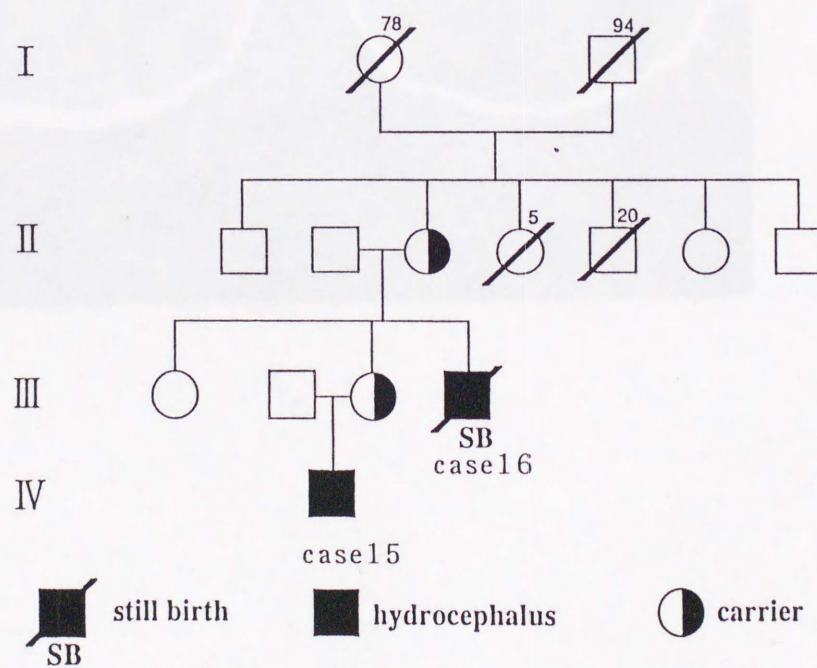 78 94
I
5 20
II
III
SB
case16
IV
case15
still birth hydrocephalus carrier
SB